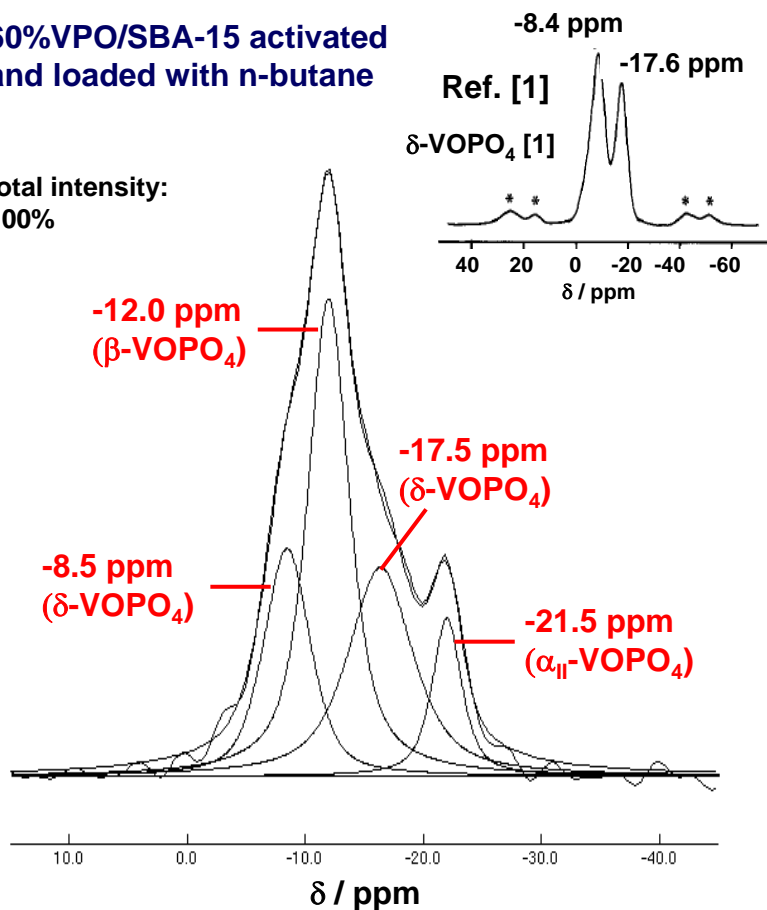 60%VPO/SBA-15 activated
and loaded with n-butane
otal intensity:
00%
-8.4 ppm
-17.6 ppm
Ref. [1]
δ-VOPO₄ [1]
* * * *
40 20 0 -20 -40 -60
δ / ppm
-12.0 ppm
(β-VOPO₄)
-17.5 ppm
(δ-VOPO₄)
-8.5 ppm
(δ-VOPO₄)
-21.5 ppm
(αII-VOPO₄)
10.0 0.0 -10.0 -20.0 -30.0 -40.0
δ / ppm